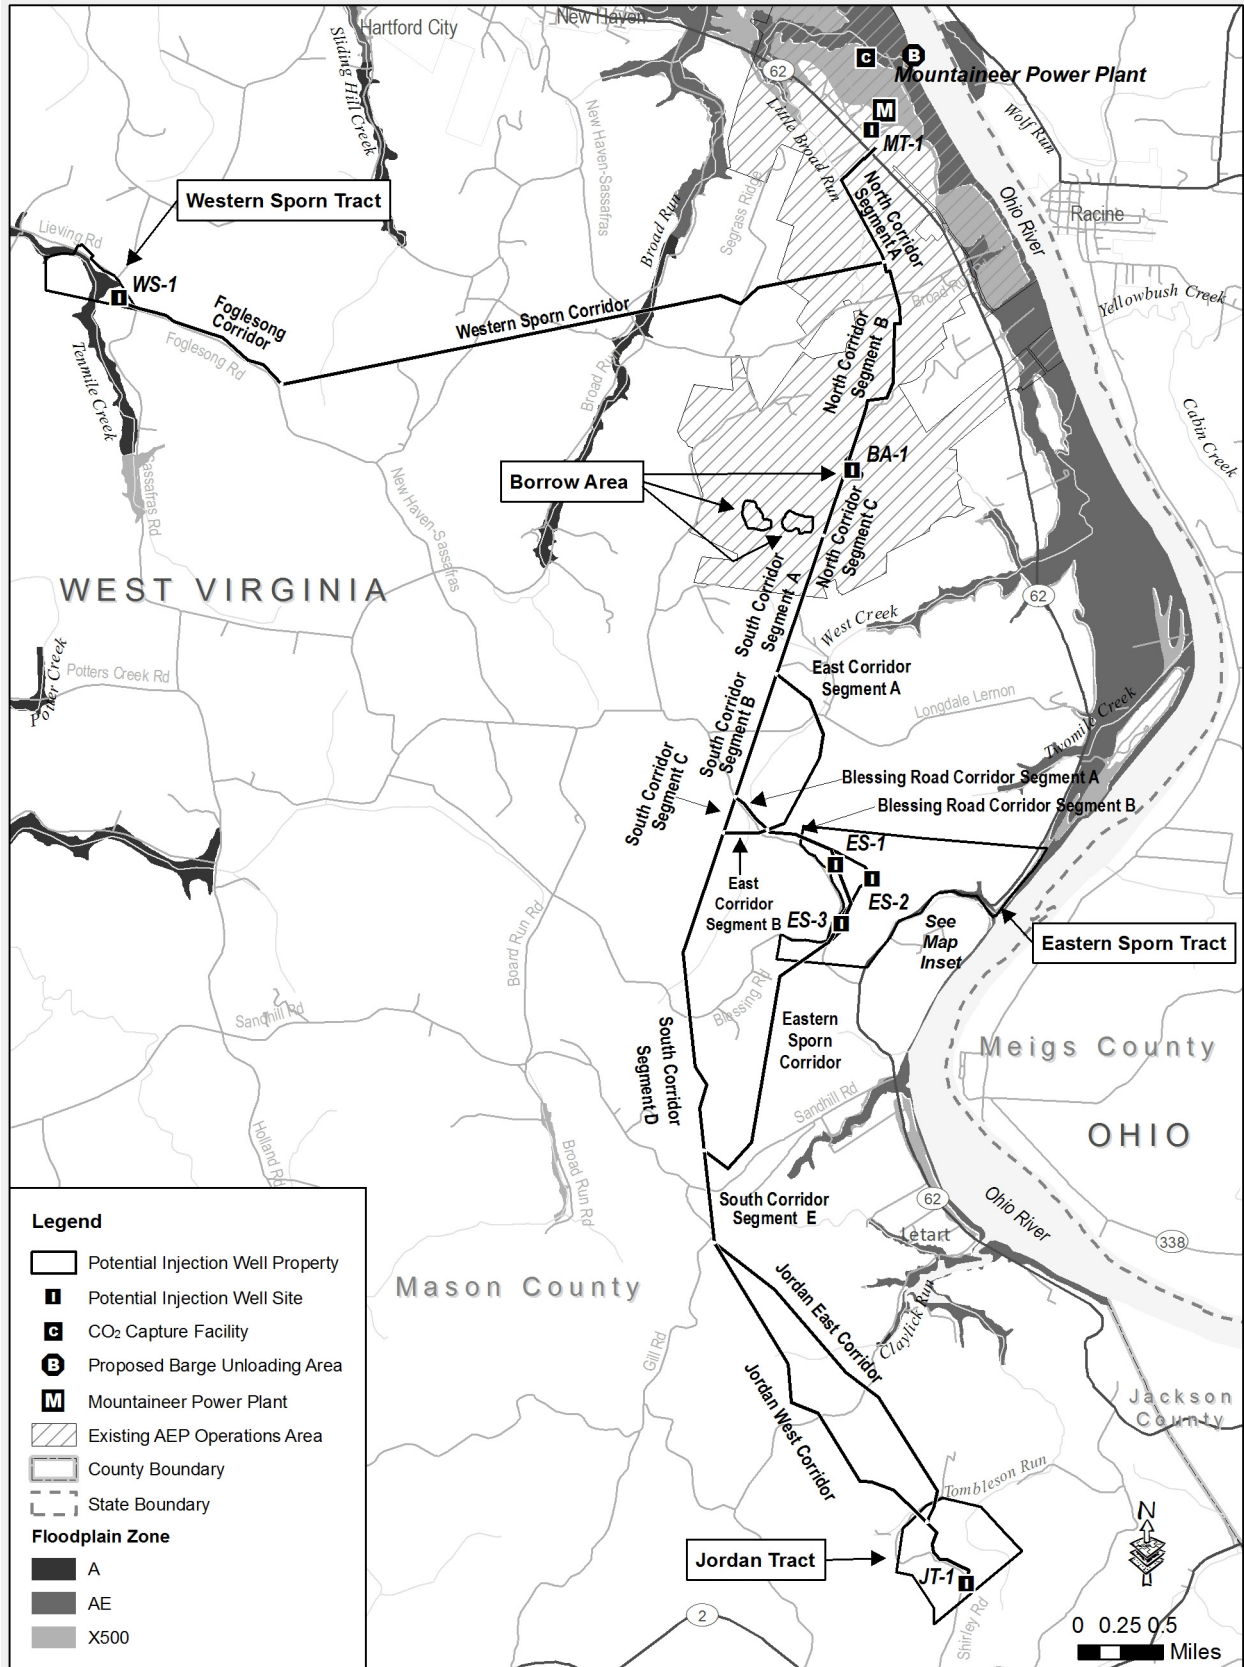 Hartford City
New Haven
Sliding Hill Creek
62
C
B
Mountaineer Power Plant
M
I
MT-1
Little Broad Run
Wolf Run
New Haven-Sassafras
Segrass Ridge
Broad Run
North Corridor
Segment A
Ohio River
Racine
Western Sporn Tract
Lieving Rd
WS-1
I
Foglesong
Corridor
Foglesong Rd
Western Sporn Corridor
Yellowbush Creek
Tenmile Creek
North Corridor
Segment B
Cabin Creek
BA-1
I
Borrow Area
Sassafras Rd
New Haven-Sassafras
North Corridor
Segment C
WEST VIRGINIA
South Corridor
Segment A
62
West Creek
Potter Creek
Potters Creek Rd
East Corridor
Segment A
Longdale Lernon
South Corridor
Segment B
Twomile Creek
South Corridor
Segment C
Blessing Road Corridor Segment A
Blessing Road Corridor Segment B
ES-1
I
I
ES-2
East
Corridor
Segment B
ES-3
I
See
Map
Inset
Eastern Sporn Tract
Board Run Rd
Blessing Rd
Sandhill Rd
South Corridor
Segment D
Eastern
Sporn
Corridor
Meigs County
Sandhill Rd
OHIO
Holland Rd
Broad Run Rd
South Corridor
Segment E
62
Ohio River
Letart
338
Mason County
Jordan East Corridor
Claylick Run
Gill Rd
Jordan West Corridor
Jackson
County
Tombleson Run
Jordan Tract
JT-1
I
Shirley Rd
2
N
0 0.25 0.5
Miles
Legend
Potential Injection Well Property
I Potential Injection Well Site
C CO₂ Capture Facility
B Proposed Barge Unloading Area
M Mountaineer Power Plant
Existing AEP Operations Area
County Boundary
State Boundary
Floodplain Zone
A
AE
X500